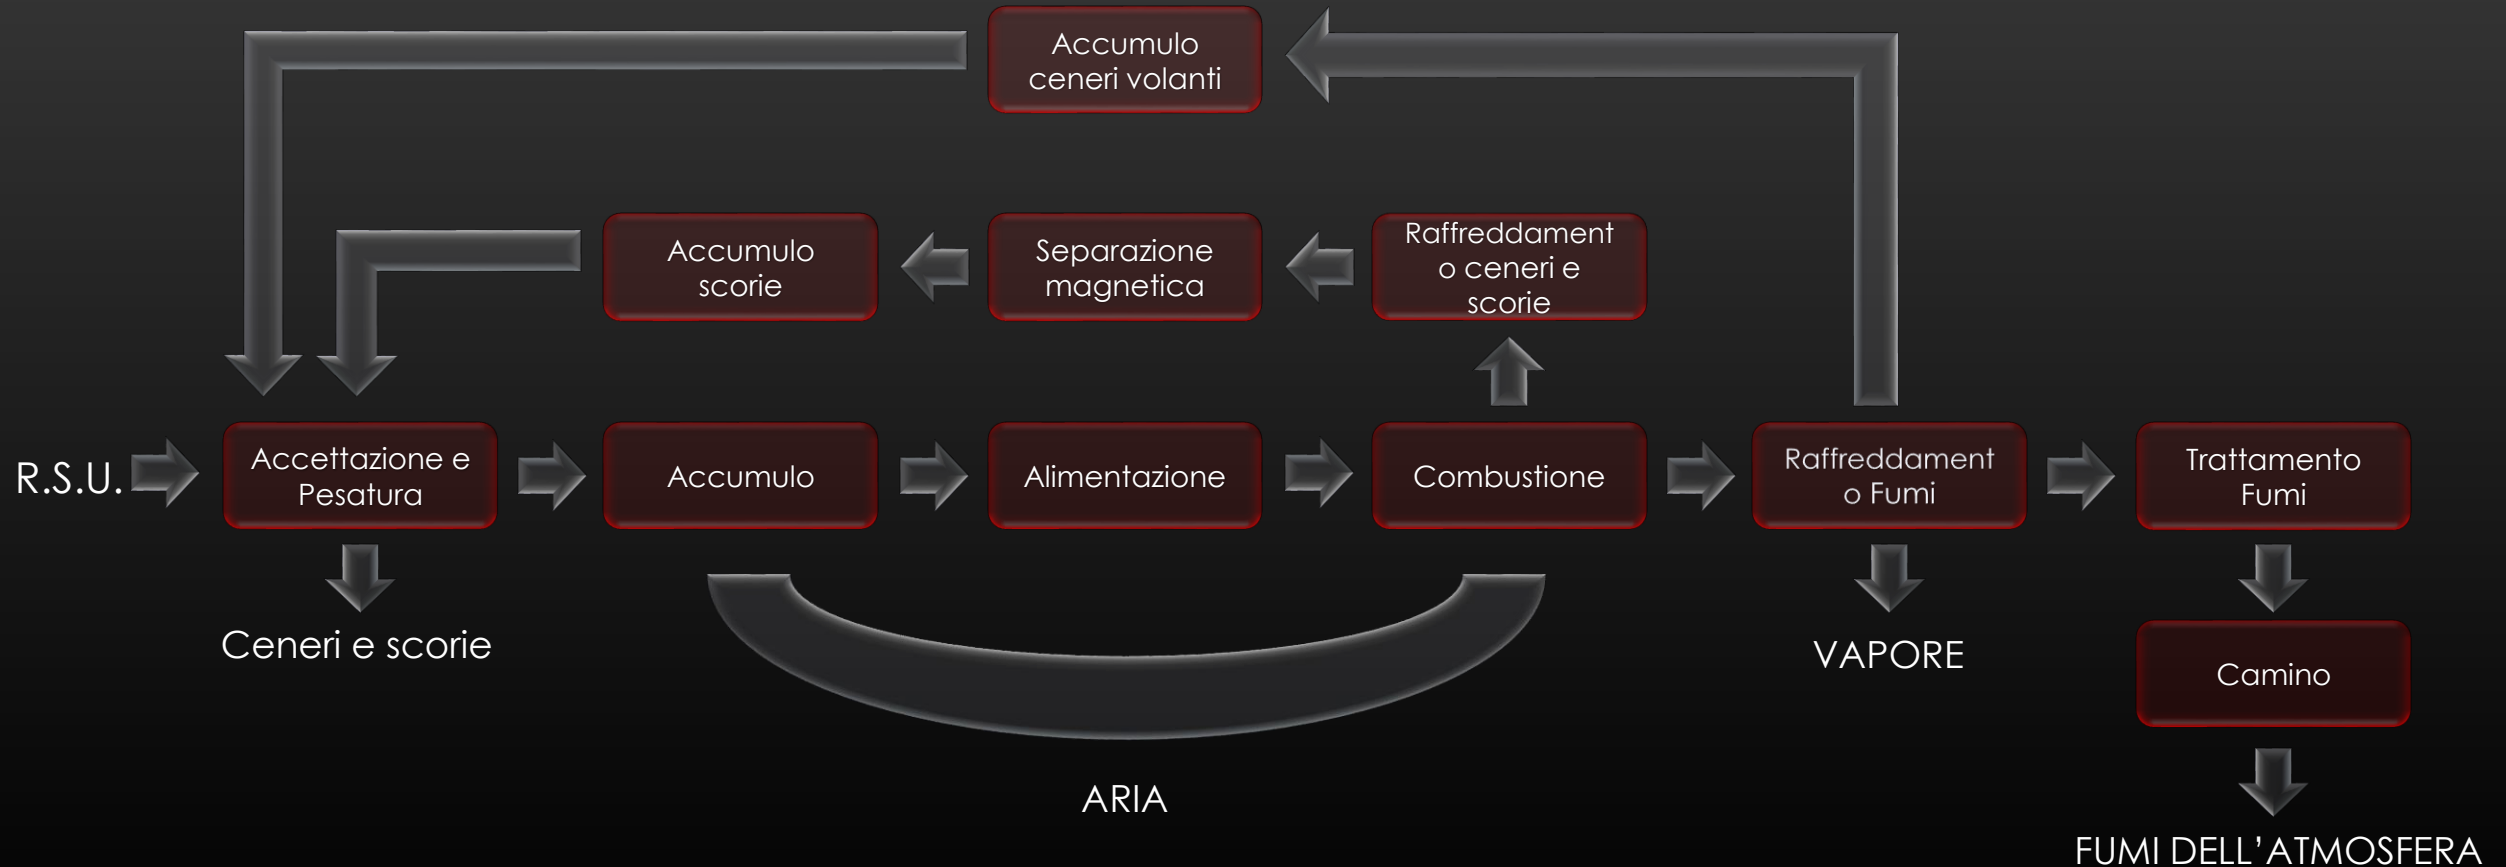 Accumulo
ceneri volanti
Accumulo
scorie
Separazione
magnetica
Raffreddament
o ceneri e
scorie
R.S.U.
Accettazione e
Pesatura
Accumulo
Alimentazione
Combustione
Raffreddament
o Fumi
Trattamento
Fumi
Ceneri e scorie
VAPORE
Camino
ARIA
FUMI DELL'ATMOSFERA